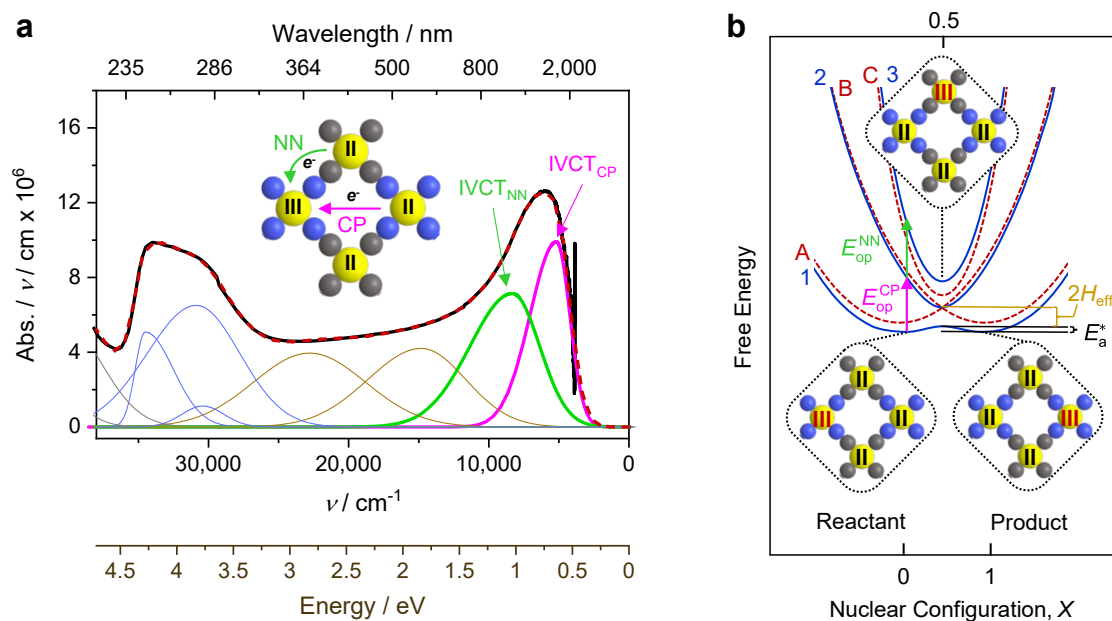 a
Wavelength / nm
235 286 364 500 800 2,000
Abs. / ν / cm x 10⁶
16
12
8
4
0
NN
e-
II
III
e-
II
CP
II
IVCT_NN
IVCT_CP
30,000 20,000 10,000 0
ν / cm⁻¹
4.5 4 3.5 3 2.5 2 1.5 1 0.5 0
Energy / eV
b
0.5
2 B C 3
III
II II
II
Free Energy
A
1
E_op^NN
E_op^CP
2H_eff
E_a^*
II
III II
II
II
II III
II
Reactant Product
0 1
Nuclear Configuration, X